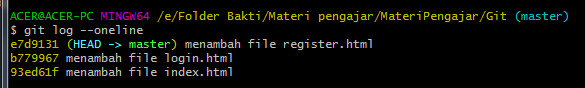 ACER@ACER-PC MINGW64 /e/Folder Bakti/Materi pengajar/MateriPengajar/Git (master)
$ git log --oneline
e7d9131 (HEAD -> master) menambah file register.html
b779967 menambah file login.html
93ed61f menambah file index.html